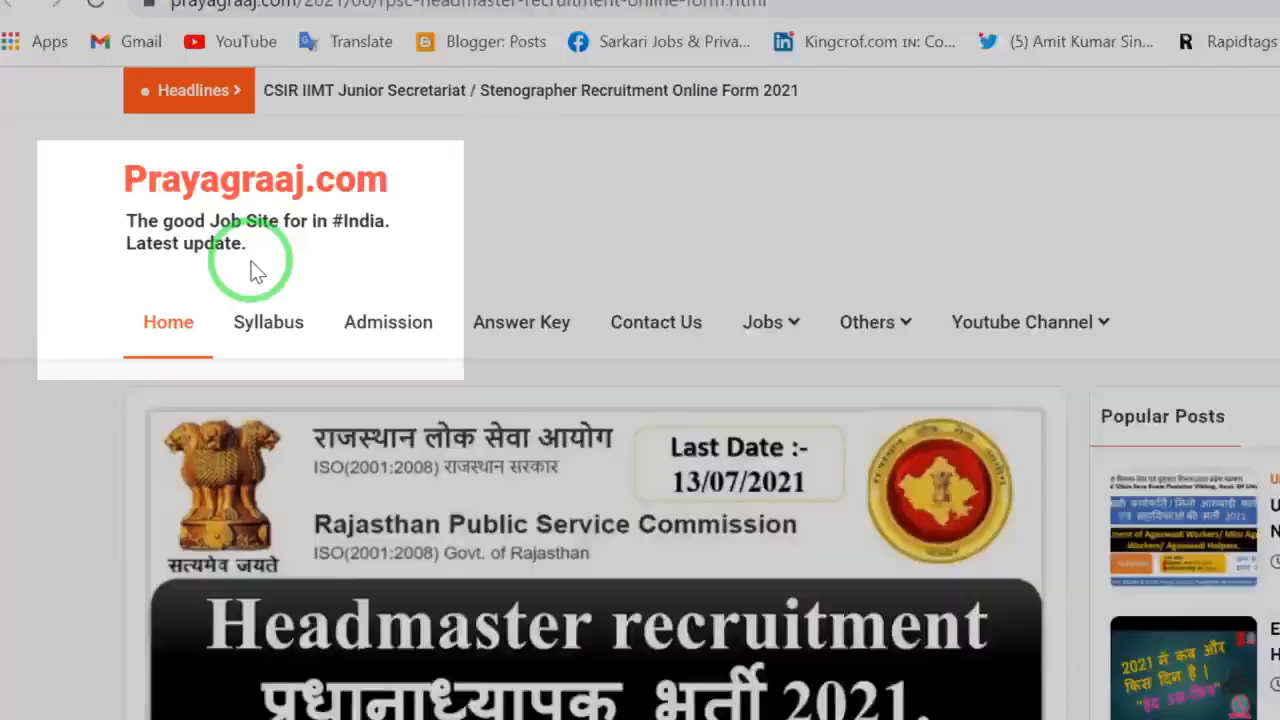 prayagraaj.com/2021/06/rpsc-headmaster-recruitment-online-form.html
Apps Gmail YouTube Translate Blogger: Posts Sarkari Jobs & Priva... Kingcrof.com IN: Co... (5) Amit Kumar Sin... Rapidtags
Headlines CSIR IIMT Junior Secretariat / Stenographer Recruitment Online Form 2021
Prayagraaj.com
The good Job Site for in #India.
Latest update.
Home Syllabus Admission Answer Key Contact Us Jobs Others Youtube Channel
Popular Posts
राजस्थान लोक सेवा आयोग
ISO(2001:2008) राजस्थान सरकार
Last Date :-
13/07/2021
Rajasthan Public Service Commission
ISO(2001:2008) Govt. of Rajasthan
सत्यमेव जयते
Headmaster recruitment
प्रधानाध्यापक भर्ती 2021.
Workers/ Aganwadi Helpers.
2021 में कब और
किस दिन है।